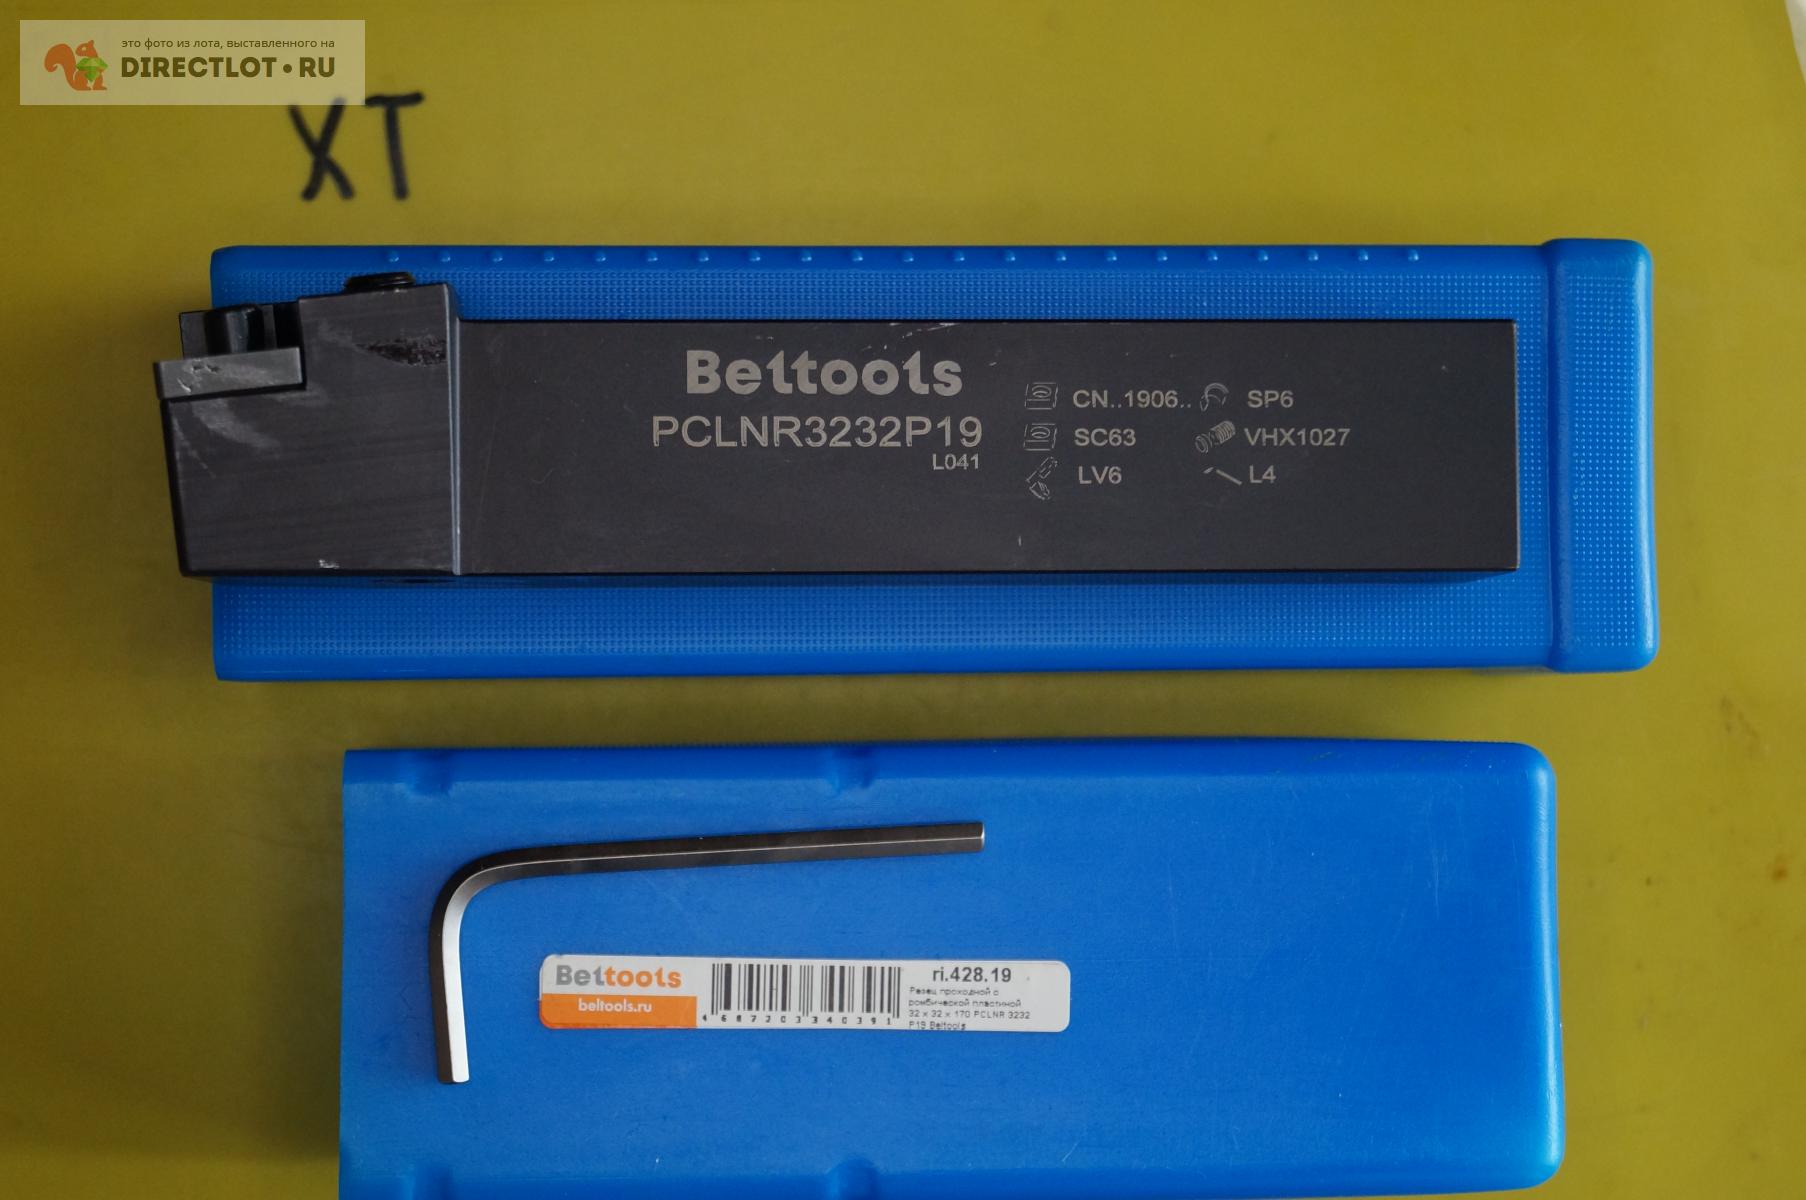 это фото из лота, выставленного на
DIRECTLOT•RU
XT
Beltools
PCLNR3232P19
L041
CN..1906.. SP6
SC63 VHX1027
LV6 L4
Beltools
beltools.ru
4687203340391
ri.428.19
Резец проходной с
ромбической пластиной
32 x 32 x 170 PCLNR 3232
P19 Beltools